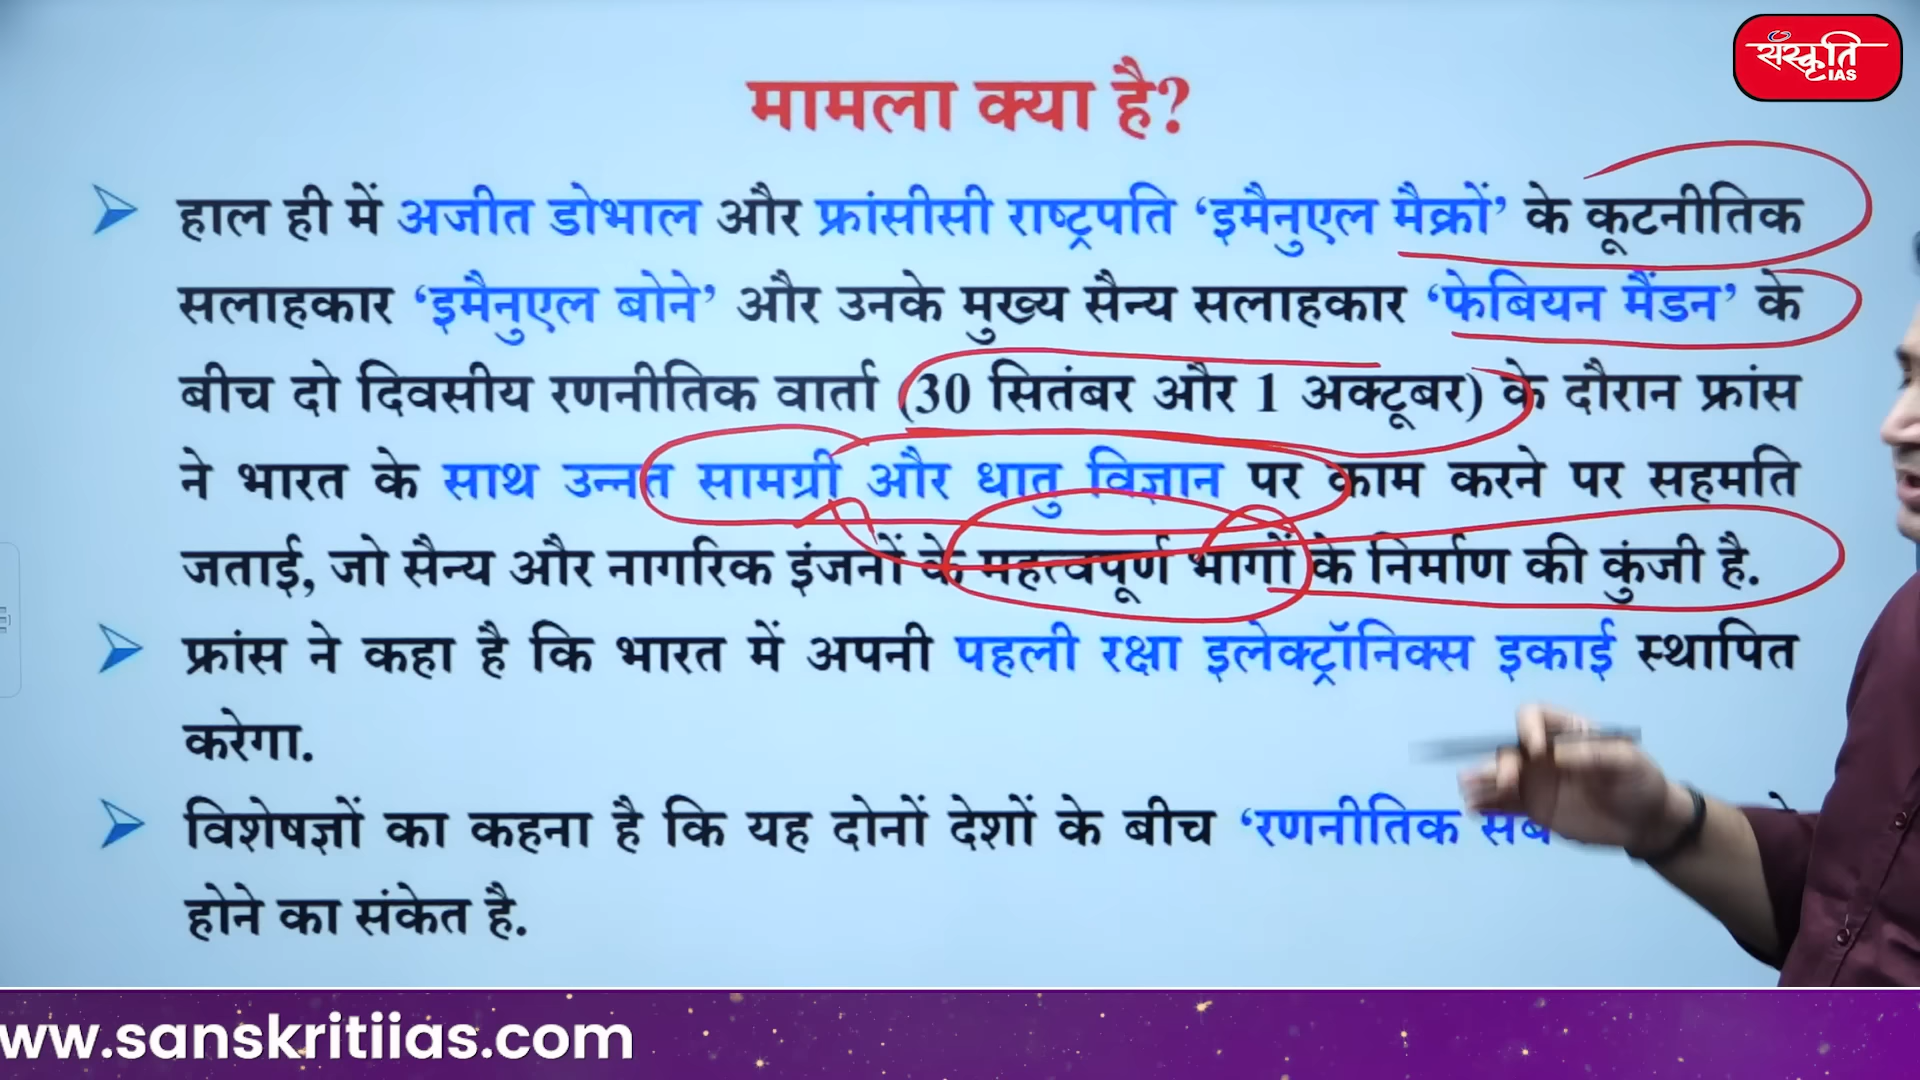 संस्कृति
IAS
मामला क्या है?
हाल ही में अजीत डोभाल और फ्रांसीसी राष्ट्रपति ‘इमैनुएल मैक्रों’ के कूटनीतिक
सलाहकार ‘इमैनुएल बोने’ और उनके मुख्य सैन्य सलाहकार ‘फेबियन मैंडन’ के
बीच दो दिवसीय रणनीतिक वार्ता (30 सितंबर और 1 अक्टूबर) के दौरान फ्रांस
ने भारत के साथ उन्नत सामग्री और धातु विज्ञान पर काम करने पर सहमति
जताई, जो सैन्य और नागरिक इंजनों के महत्वपूर्ण भागों के निर्माण की कुंजी है.
फ्रांस ने कहा है कि भारत में अपनी पहली रक्षा इलेक्ट्रॉनिक्स इकाई स्थापित
करेगा.
विशेषज्ञों का कहना है कि यह दोनों देशों के बीच ‘रणनीतिक
होने का संकेत है.
ww.sanskritiias.com